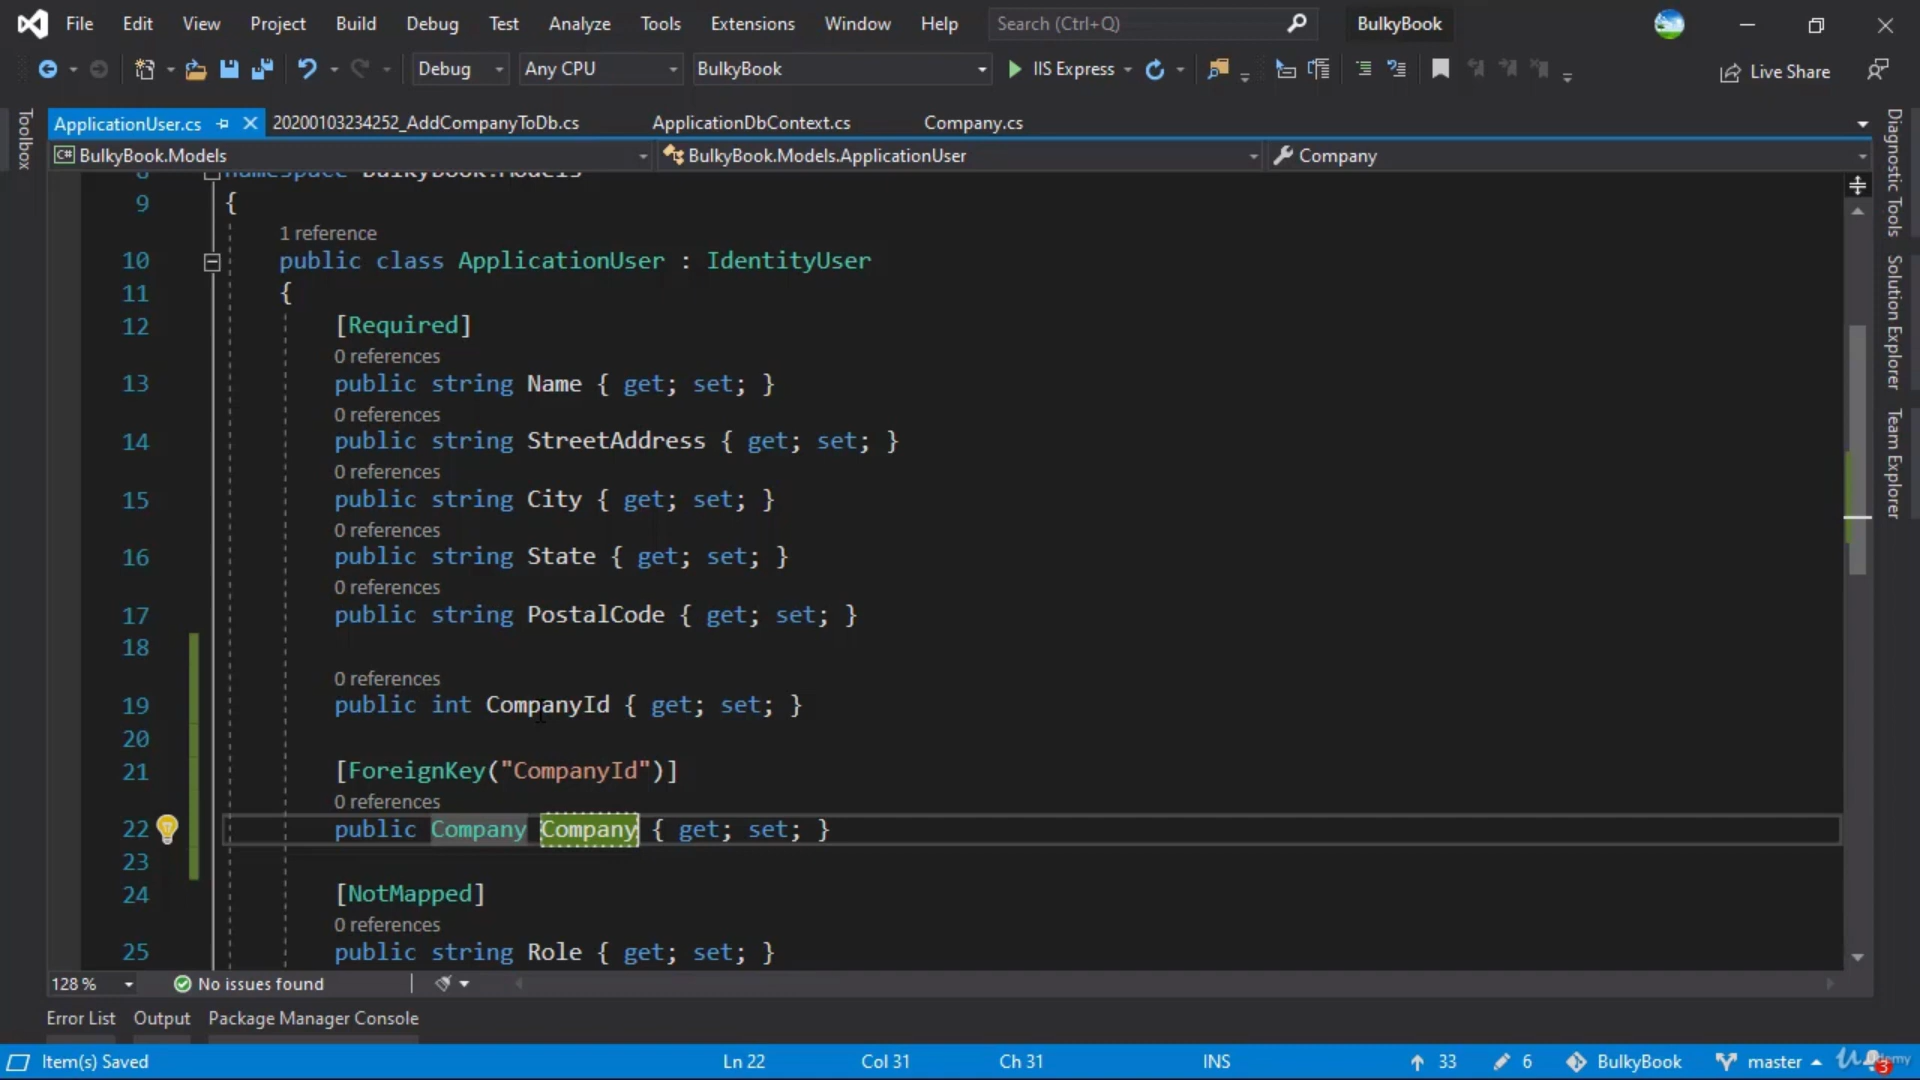 File Edit View Project Build Debug Test Analyze Tools Extensions Window Help Search (Ctrl+Q) BulkyBook
Debug Any CPU BulkyBook IIS Express Live Share
Toolbox
ApplicationUser.cs 20200103234252_AddCompanyToDb.cs ApplicationDbContext.cs Company.cs
C# BulkyBook.Models BulkyBook.Models.ApplicationUser Company
8 namespace BulkyBook.Models
9 {
1 reference
10 public class ApplicationUser : IdentityUser
11 {
12 [Required]
0 references
13 public string Name { get; set; }
0 references
14 public string StreetAddress { get; set; }
0 references
15 public string City { get; set; }
0 references
16 public string State { get; set; }
0 references
17 public string PostalCode { get; set; }
18
0 references
19 public int CompanyId { get; set; }
20
21 [ForeignKey("CompanyId")]
0 references
22 public Company Company { get; set; }
23
24 [NotMapped]
0 references
25 public string Role { get; set; }
Diagnostic Tools
Solution Explorer
Team Explorer
128 % No issues found
Error List Output Package Manager Console
Item(s) Saved Ln 22 Col 31 Ch 31 INS 33 6 BulkyBook master 3